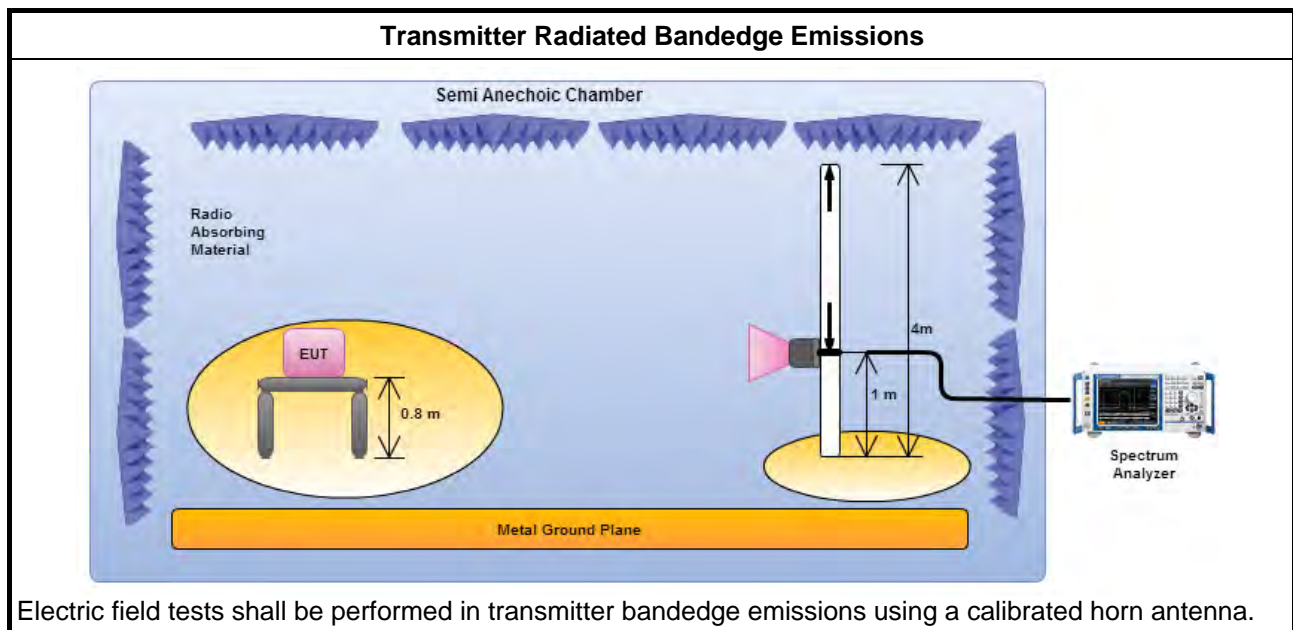 Transmitter Radiated Bandedge Emissions
Semi Anechoic Chamber
Radio
Absorbing
Material
EUT
0.8 m
4m
1 m
Spectrum
Analyzer
Metal Ground Plane
Electric field tests shall be performed in transmitter bandedge emissions using a calibrated horn antenna.